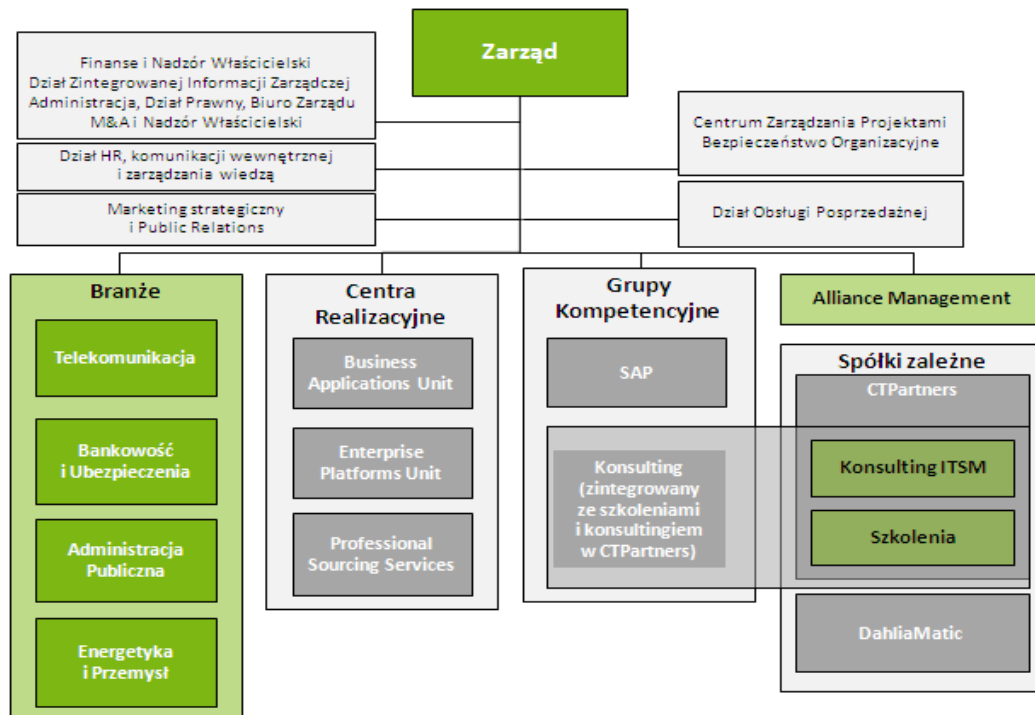 Zarząd
Finanse i Nadzór Właścicielski
Dział Zintegrowanej Informacji Zarządczej
Administracja, Dział Prawny, Biuro Zarządu
M&A i Nadzór Właścicielski
Dział HR, komunikacji wewnętrznej
i zarządzania wiedzą
Marketing strategiczny
i Public Relations
Centrum Zarządzania Projektami
Bezpieczeństwo Organizacyjne
Dział Obsługi Posprzedażnej
Branże
Telekomunikacja
Bankowość
i Ubezpieczenia
Administracja
Publiczna
Energetyka
i Przemysł
Centra
Realizacyjne
Business
Applications Unit
Enterprise
Platforms Unit
Professional
Sourcing Services
Grupy
Kompetencyjne
SAP
Konsulting
(zintegrowany
ze szkoleniami
i konsultingiem
w CTPartners)
Alliance Management
Spółki zależne
CTPartners
Konsulting ITSM
Szkolenia
DahliaMatic